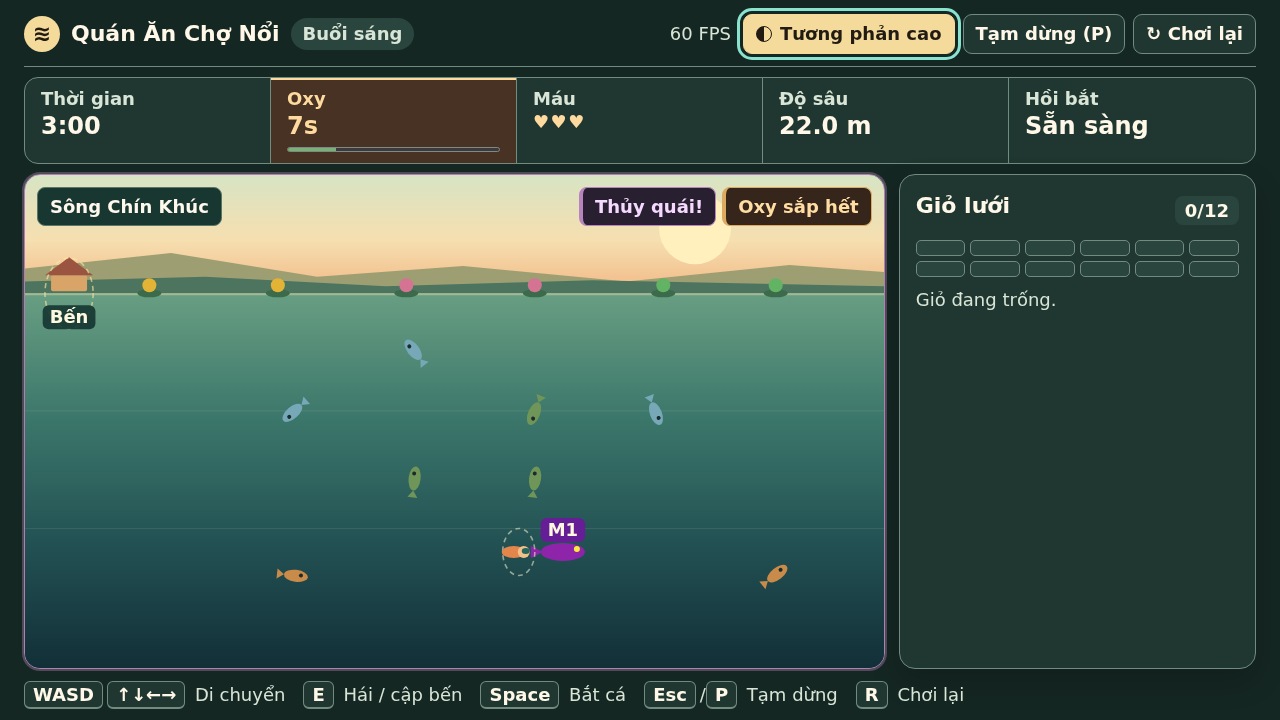 Quán Ăn Chợ Nổi
Buổi sáng
60 FPS
Tương phản cao
Tạm dừng (P)
↻ Chơi lại
Thời gian
3:00
Oxy
7s
Máu
♥♥♥
Độ sâu
22.0 m
Hồi bắt
Sẵn sàng
Sông Chín Khúc
Thủy quái!
Oxy sắp hết
Bến
M1
Giỏ lưới
0/12
Giỏ đang trống.
WASD ↑↓←→ Di chuyển E Hái / cập bến Space Bắt cá Esc / P Tạm dừng R Chơi lại